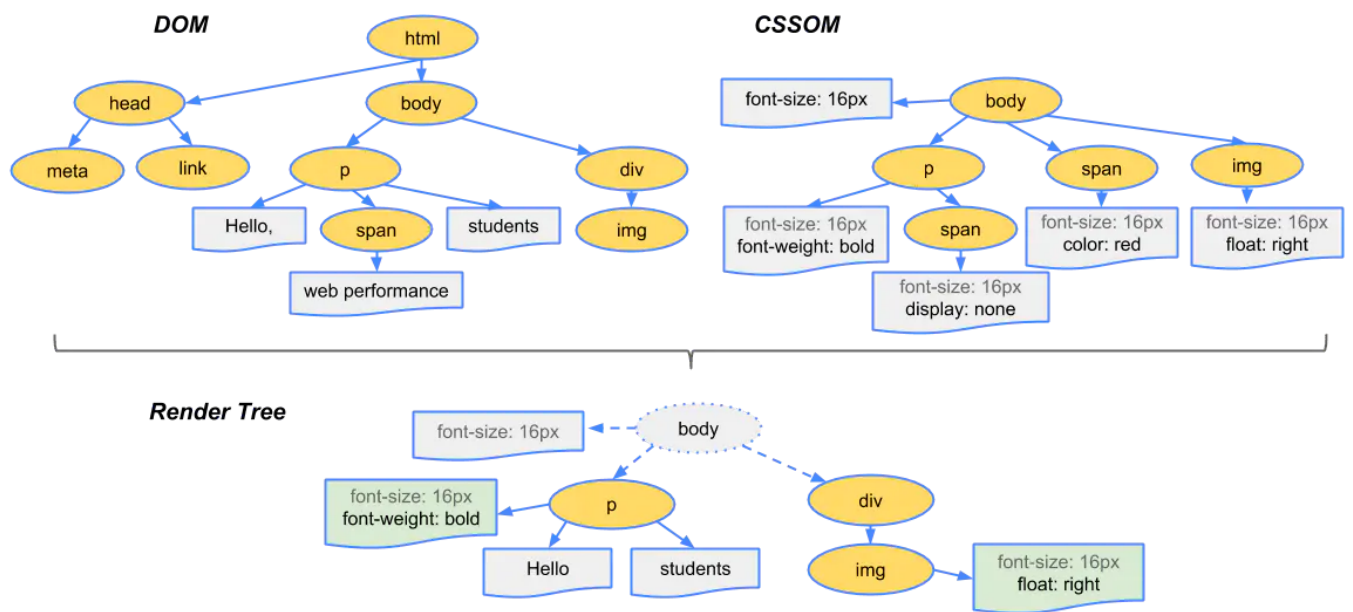 DOM
html
head
body
meta
link
p
div
Hello,
span
students
img
web performance
CSSOM
font-size: 16px
body
p
span
img
font-size: 16px
font-weight: bold
span
font-size: 16px
color: red
font-size: 16px
float: right
font-size: 16px
display: none
Render Tree
font-size: 16px
body
font-size: 16px
font-weight: bold
p
div
Hello
students
img
font-size: 16px
float: right